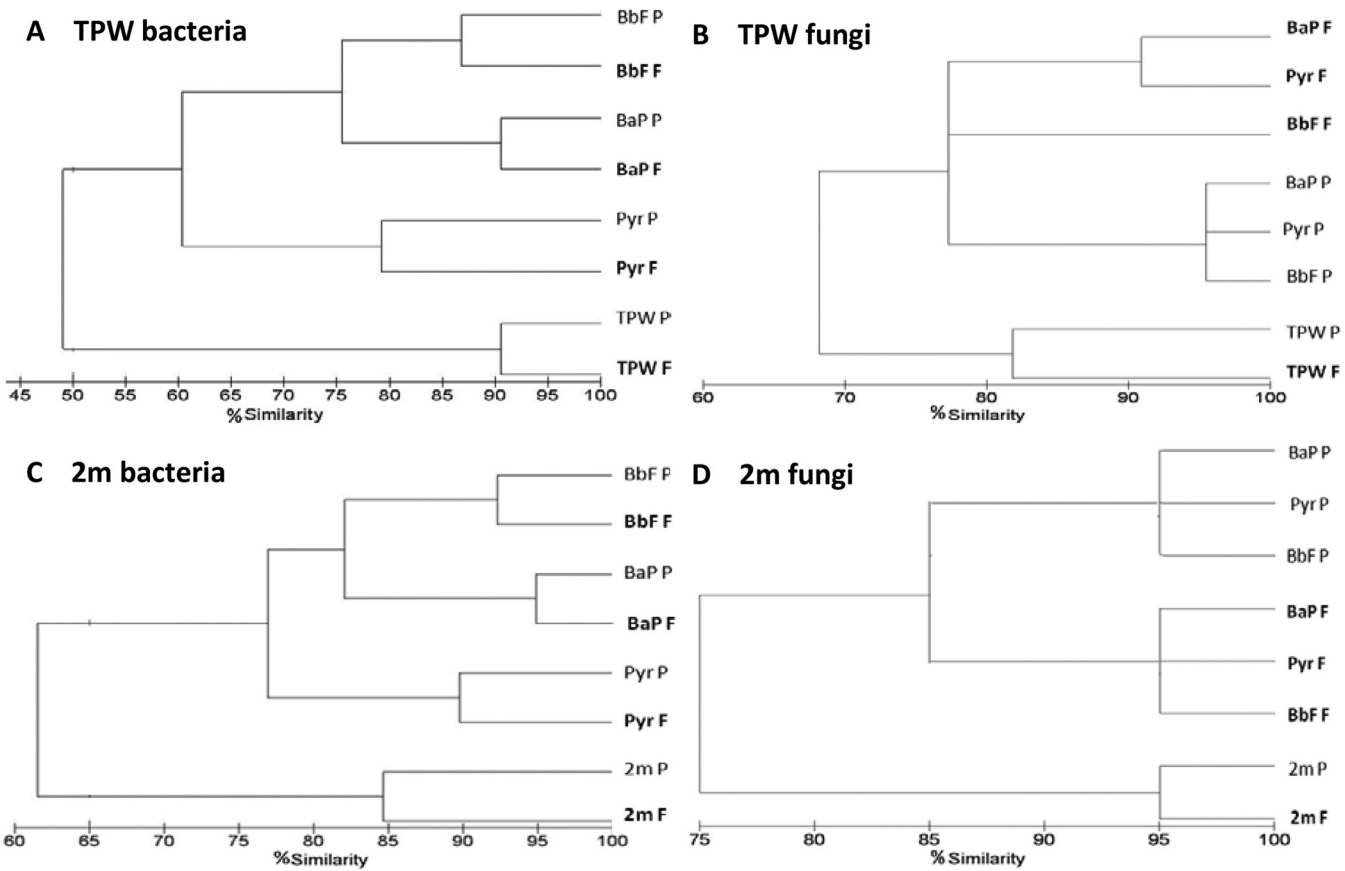 A TPW bacteria
BbF P
BbF F
BaP P
BaP F
Pyr P
Pyr F
TPW P
TPW F
45 50 55 60 65 70 75 80 85 90 95 100
%Similarity
B TPW fungi
BaP F
Pyr F
BbF F
BaP P
Pyr P
BbF P
TPW P
TPW F
60 70 80 90 100
%Similarity
C 2m bacteria
BbF P
BbF F
BaP P
BaP F
Pyr P
Pyr F
2m P
2m F
60 65 70 75 80 85 90 95 100
%Similarity
D 2m fungi
BaP P
Pyr P
BbF P
BaP F
Pyr F
BbF F
2m P
2m F
75 80 85 90 95 100
%Similarity